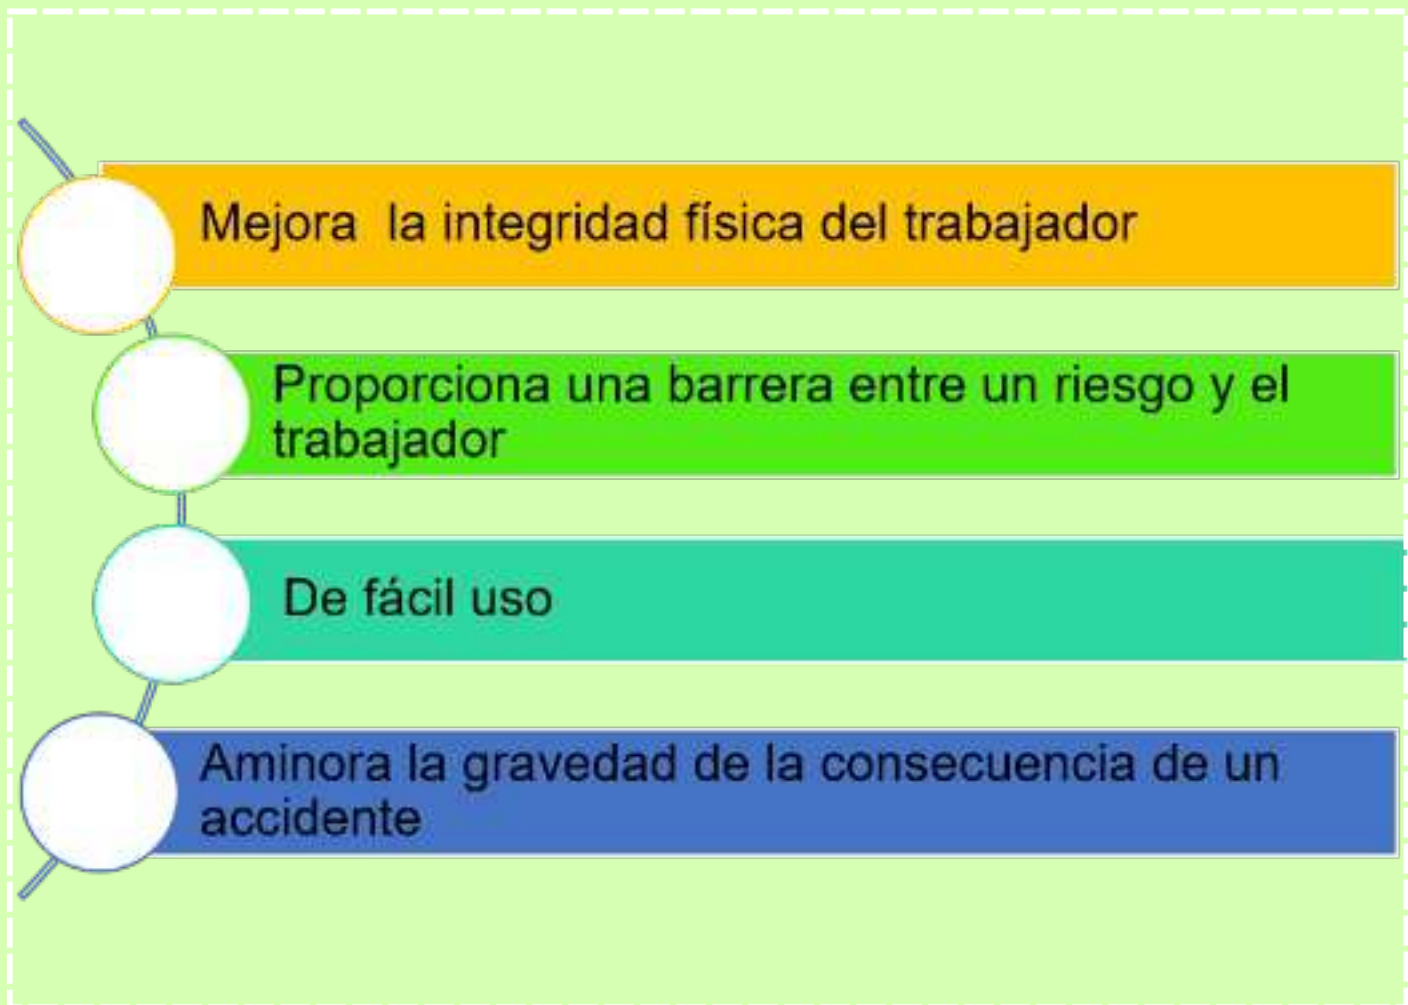 Mejora  la integridad física del trabajador
Proporciona una barrera entre un riesgo y el
trabajador
De fácil uso
Aminora la gravedad de la consecuencia de un
accidente